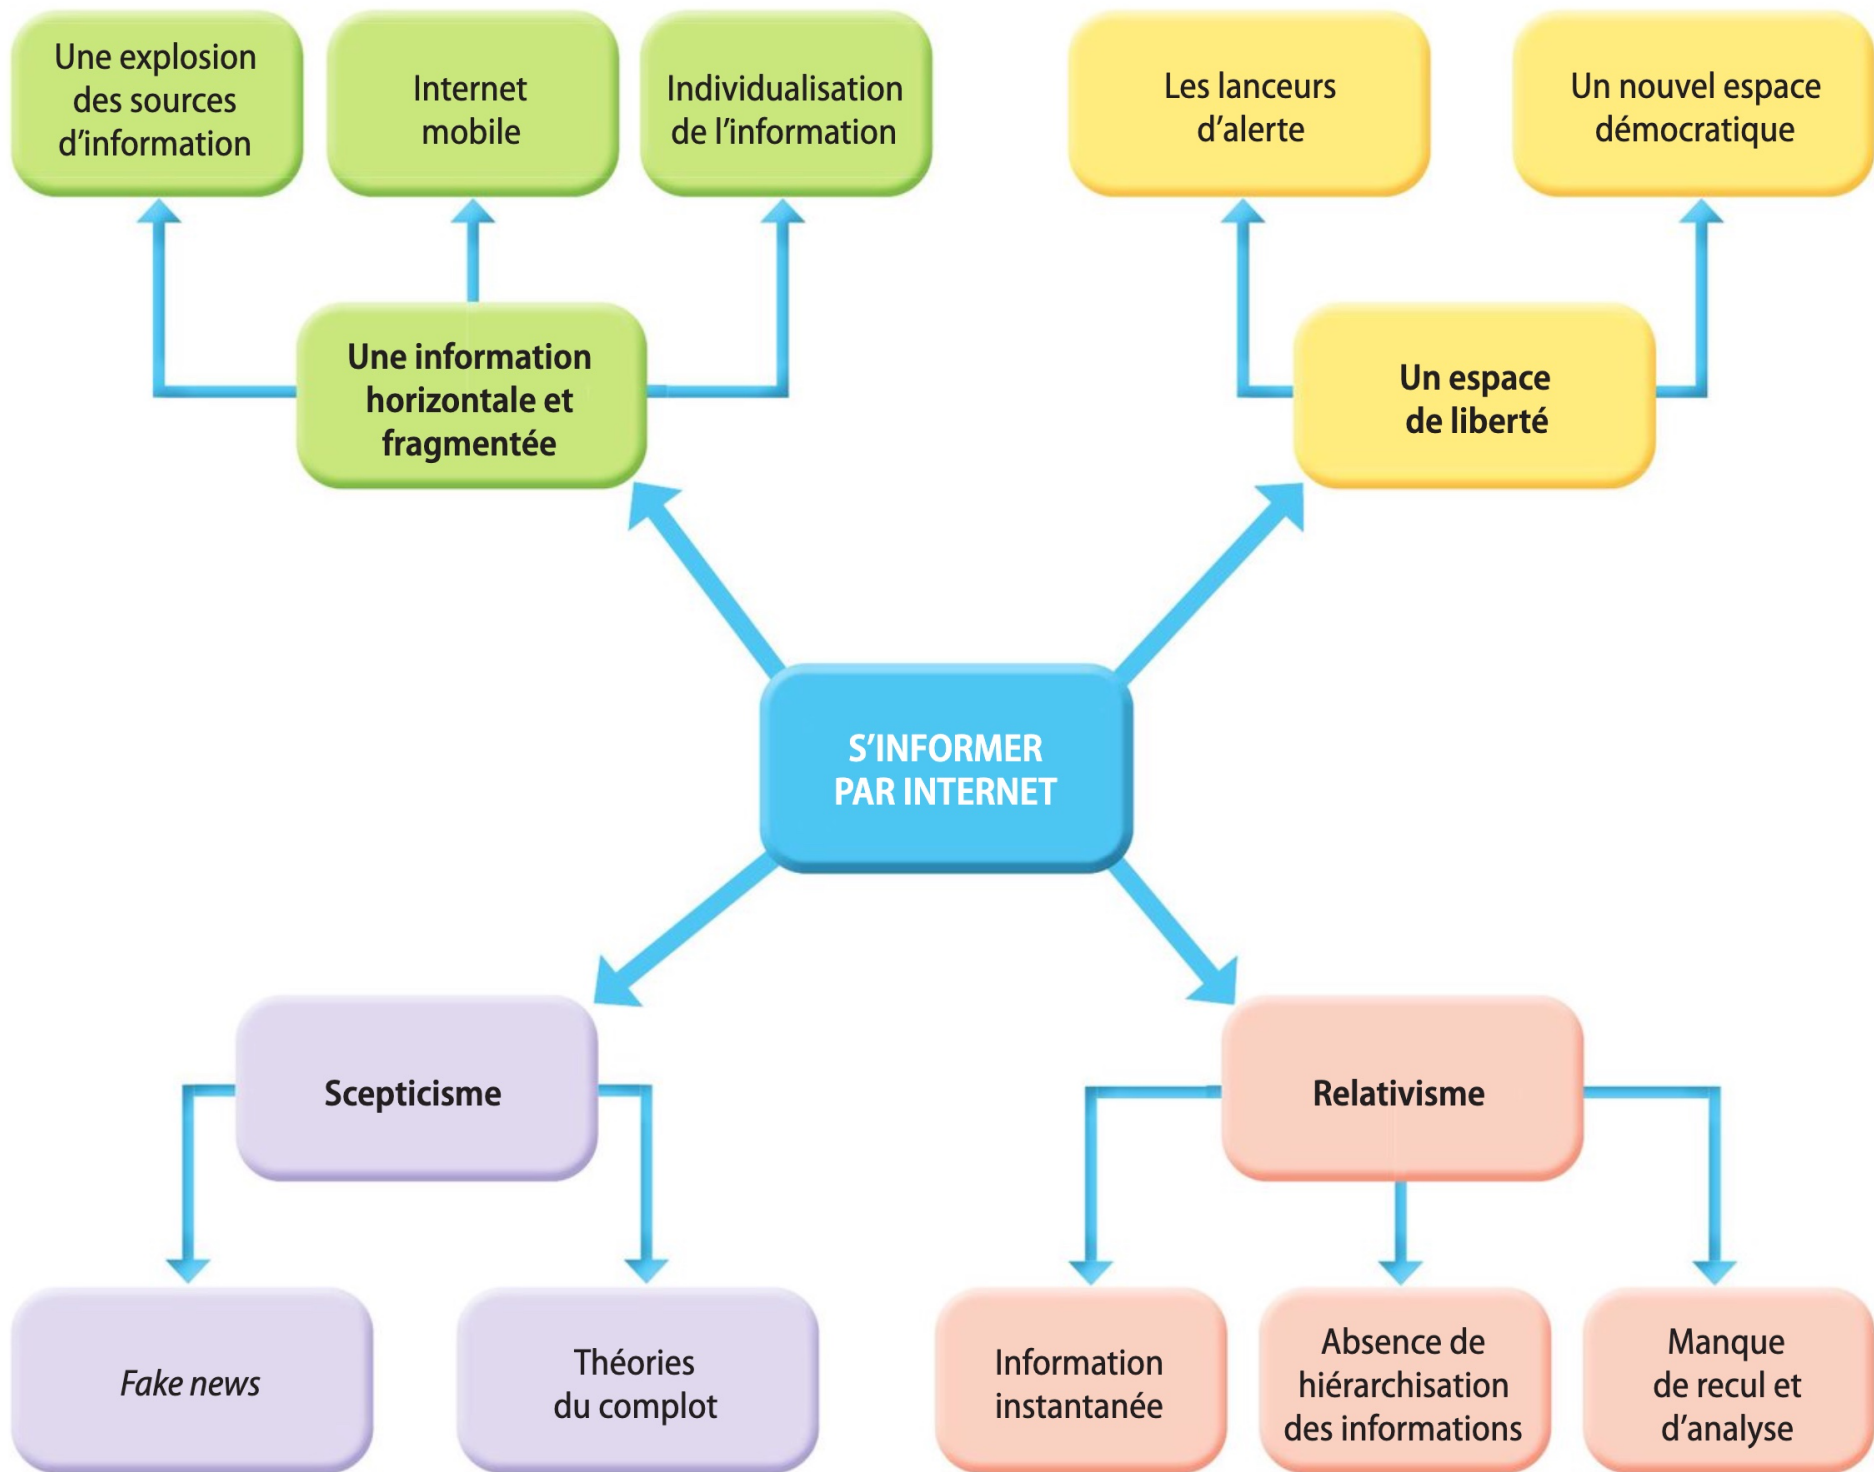 Une explosion
des sources
d’information
Internet
mobile
Individualisation
de l’information
Les lanceurs
d’alerte
Un nouvel espace
démocratique
Une information
horizontale et
fragmentée
Un espace
de liberté
S’INFORMER
PAR INTERNET
Scepticisme
Relativisme
Fake news
Théories
du complot
Information
instantanée
Absence de
hiérarchisation
des informations
Manque
de recul et
d’analyse